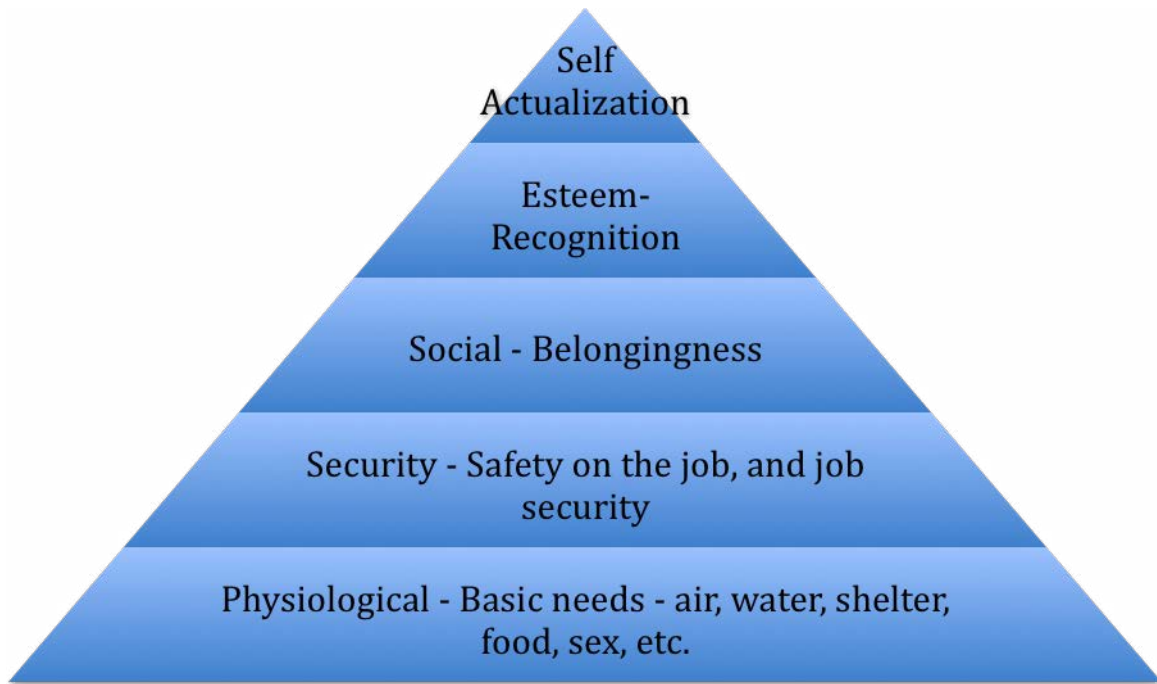 Self
Actualization
Esteem-
Recognition
Social - Belongingness
Security - Safety on the job, and job
security
Physiological - Basic needs - air, water, shelter,
food, sex, etc.